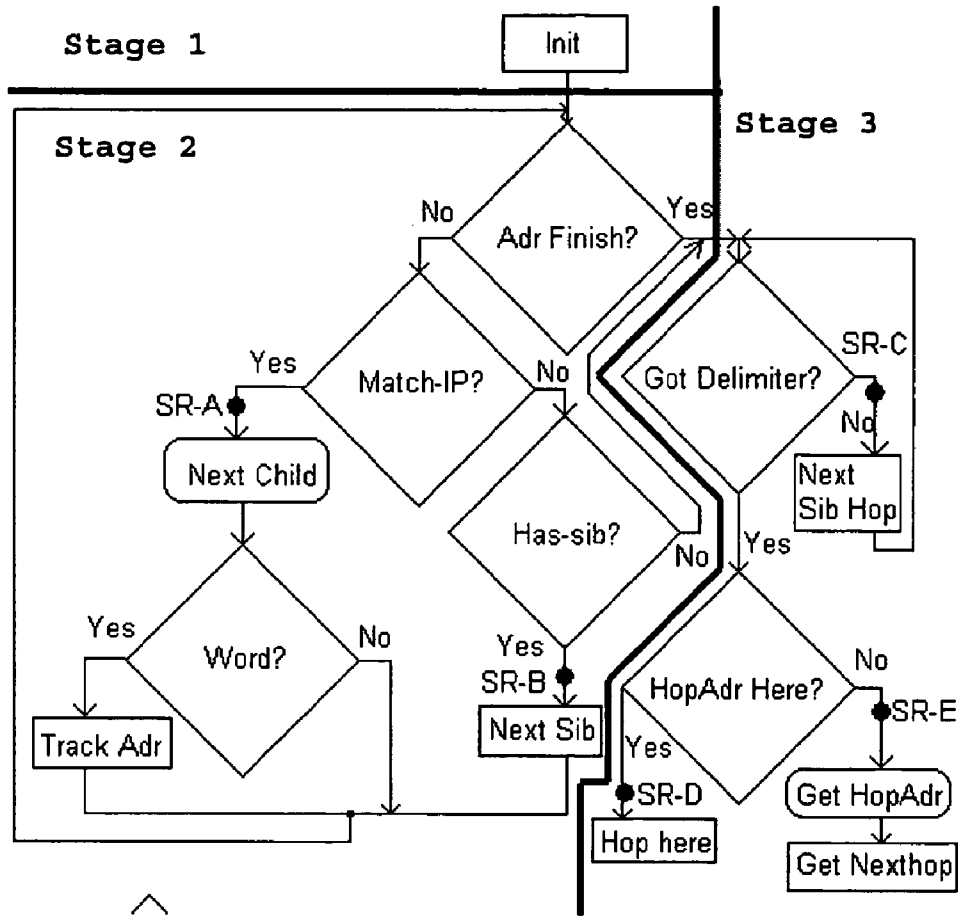 Stage 1
Init
Stage 2
Stage 3
No
Adr Finish?
Yes
Yes
Match-IP?
No
Got Delimiter?
SR-C
SR-A
No
Next Child
Next
Sib Hop
Has-sib?
No
Yes
Yes
Word?
No
Yes
SR-B
HopAdr Here?
No
SR-E
Track Adr
Next Sib
Yes
SR-D
Get HopAdr
Hop here
Get Nexthop